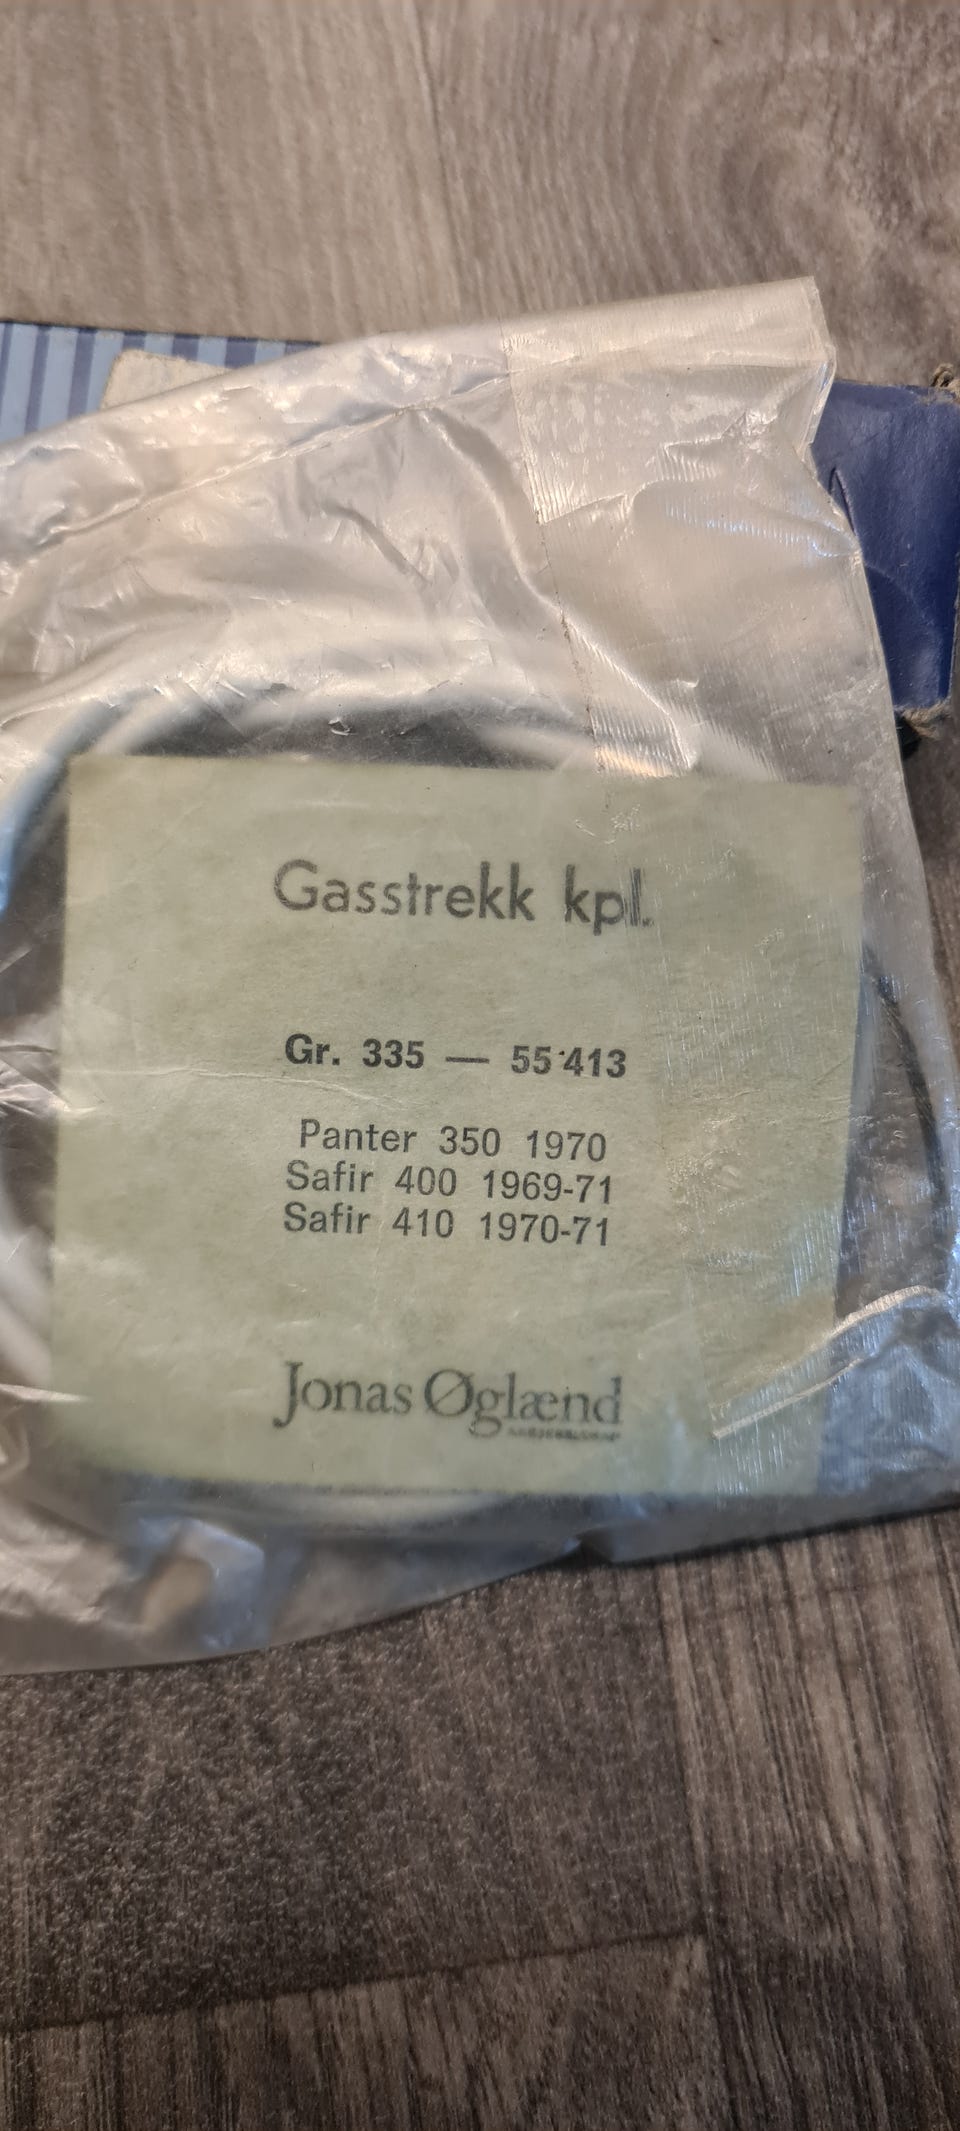 Gasstrekk kpl.
Gr. 335 — 55 413
Panter 350 1970
Safir 400 1969-71
Safir 410 1970-71
Jonas Øglænd